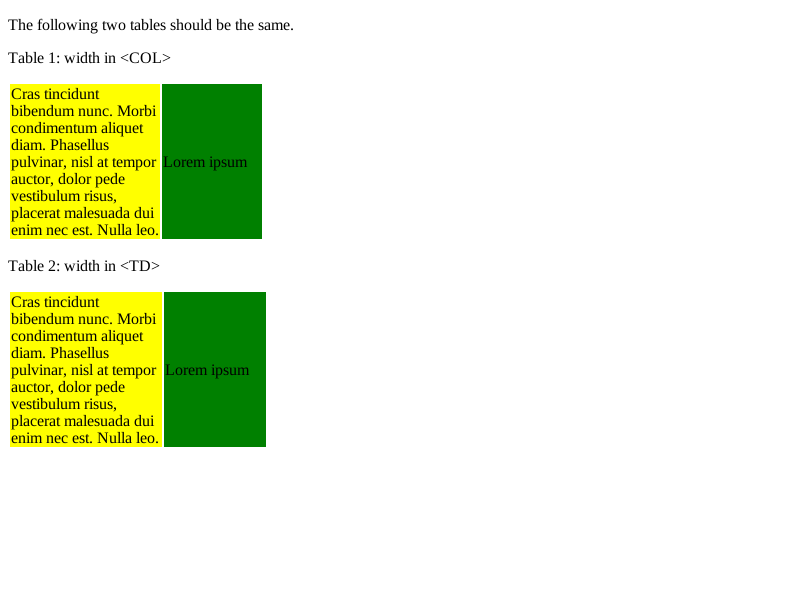 The following two tables should be the same.
Table 1: width in <COL>
Cras tincidunt
bibendum nunc. Morbi
condimentum aliquet
diam. Phasellus
pulvinar, nisl at tempor
auctor, dolor pede
vestibulum risus,
placerat malesuada dui
enim nec est. Nulla leo.
Lorem ipsum
Table 2: width in <TD>
Cras tincidunt
bibendum nunc. Morbi
condimentum aliquet
diam. Phasellus
pulvinar, nisl at tempor
auctor, dolor pede
vestibulum risus,
placerat malesuada dui
enim nec est. Nulla leo.
Lorem ipsum